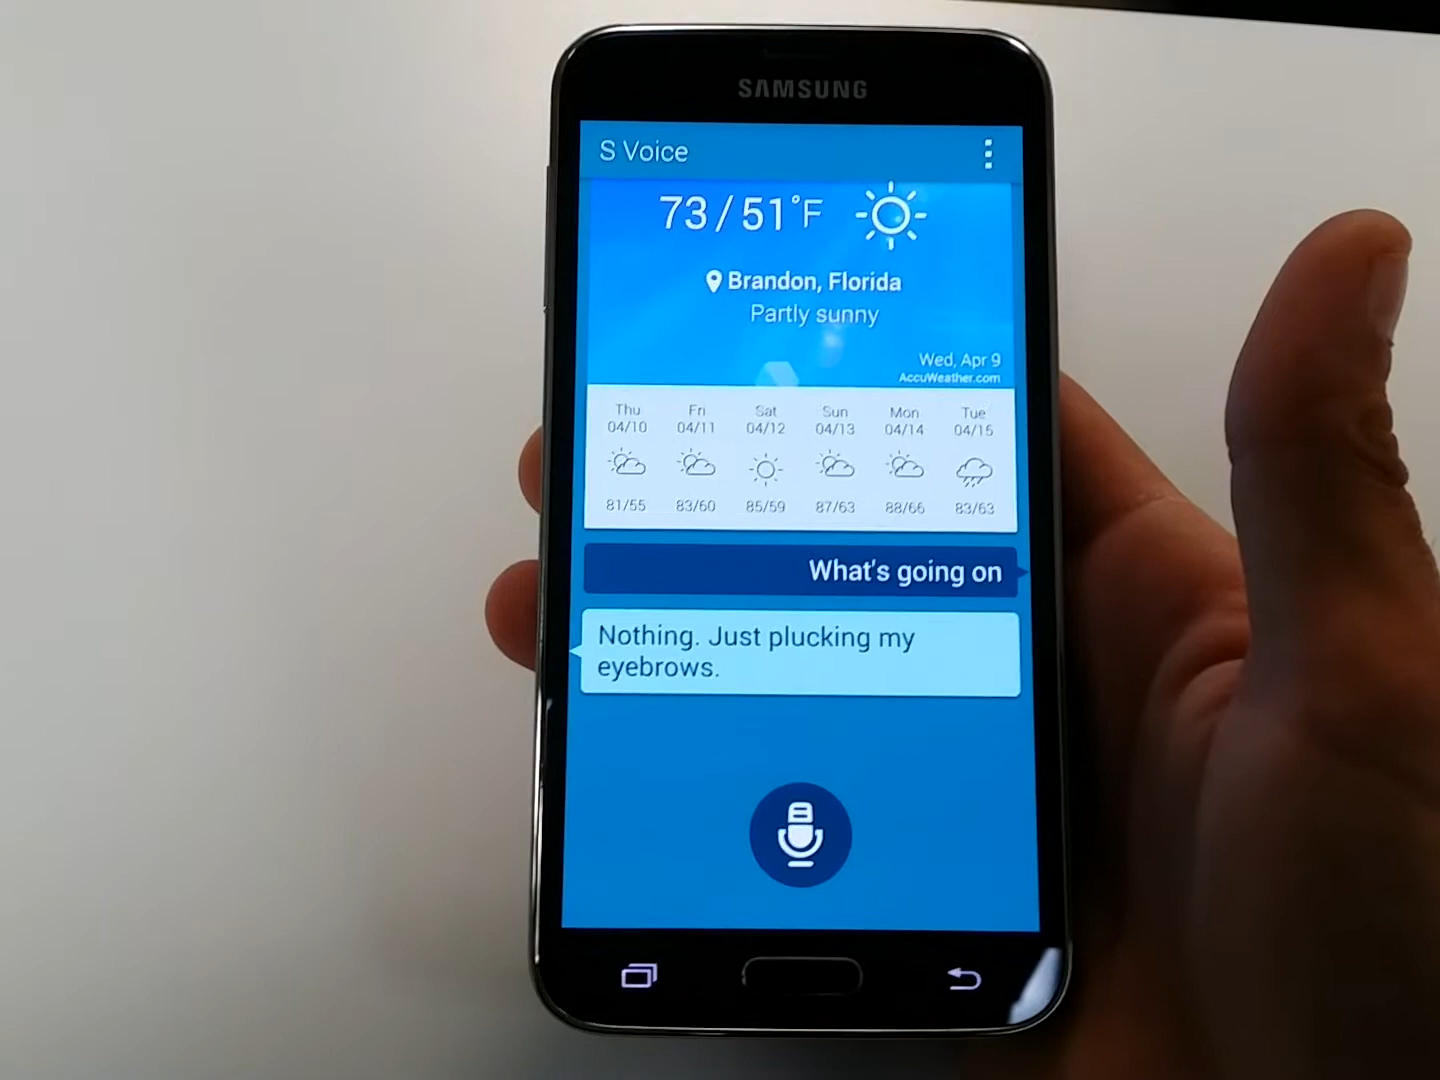 SAMSUNG
S Voice
73/51°F
Brandon, Florida
Partly sunny
Wed, Apr 9
AccuWeather.com
Thu Fri Sat Sun Mon Tue
04/10 04/11 04/12 04/13 04/14 04/15
81/55 83/60 85/59 87/63 88/66 83/63
What's going on
Nothing. Just plucking my
eyebrows.